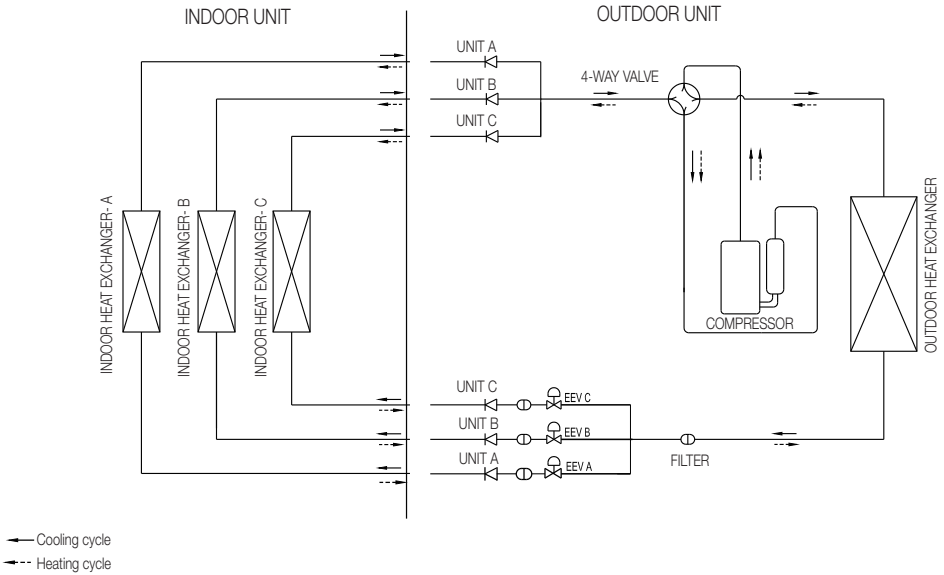 INDOOR UNIT
OUTDOOR UNIT
UNIT A
UNIT B
UNIT C
4-WAY VALVE
INDOOR HEAT EXCHANGER- A
INDOOR HEAT EXCHANGER- B
INDOOR HEAT EXCHANGER- C
COMPRESSOR
OUTDOOR HEAT EXCHANGER
UNIT C
EEV C
UNIT B
EEV B
UNIT A
EEV A
FILTER
Cooling cycle
Heating cycle